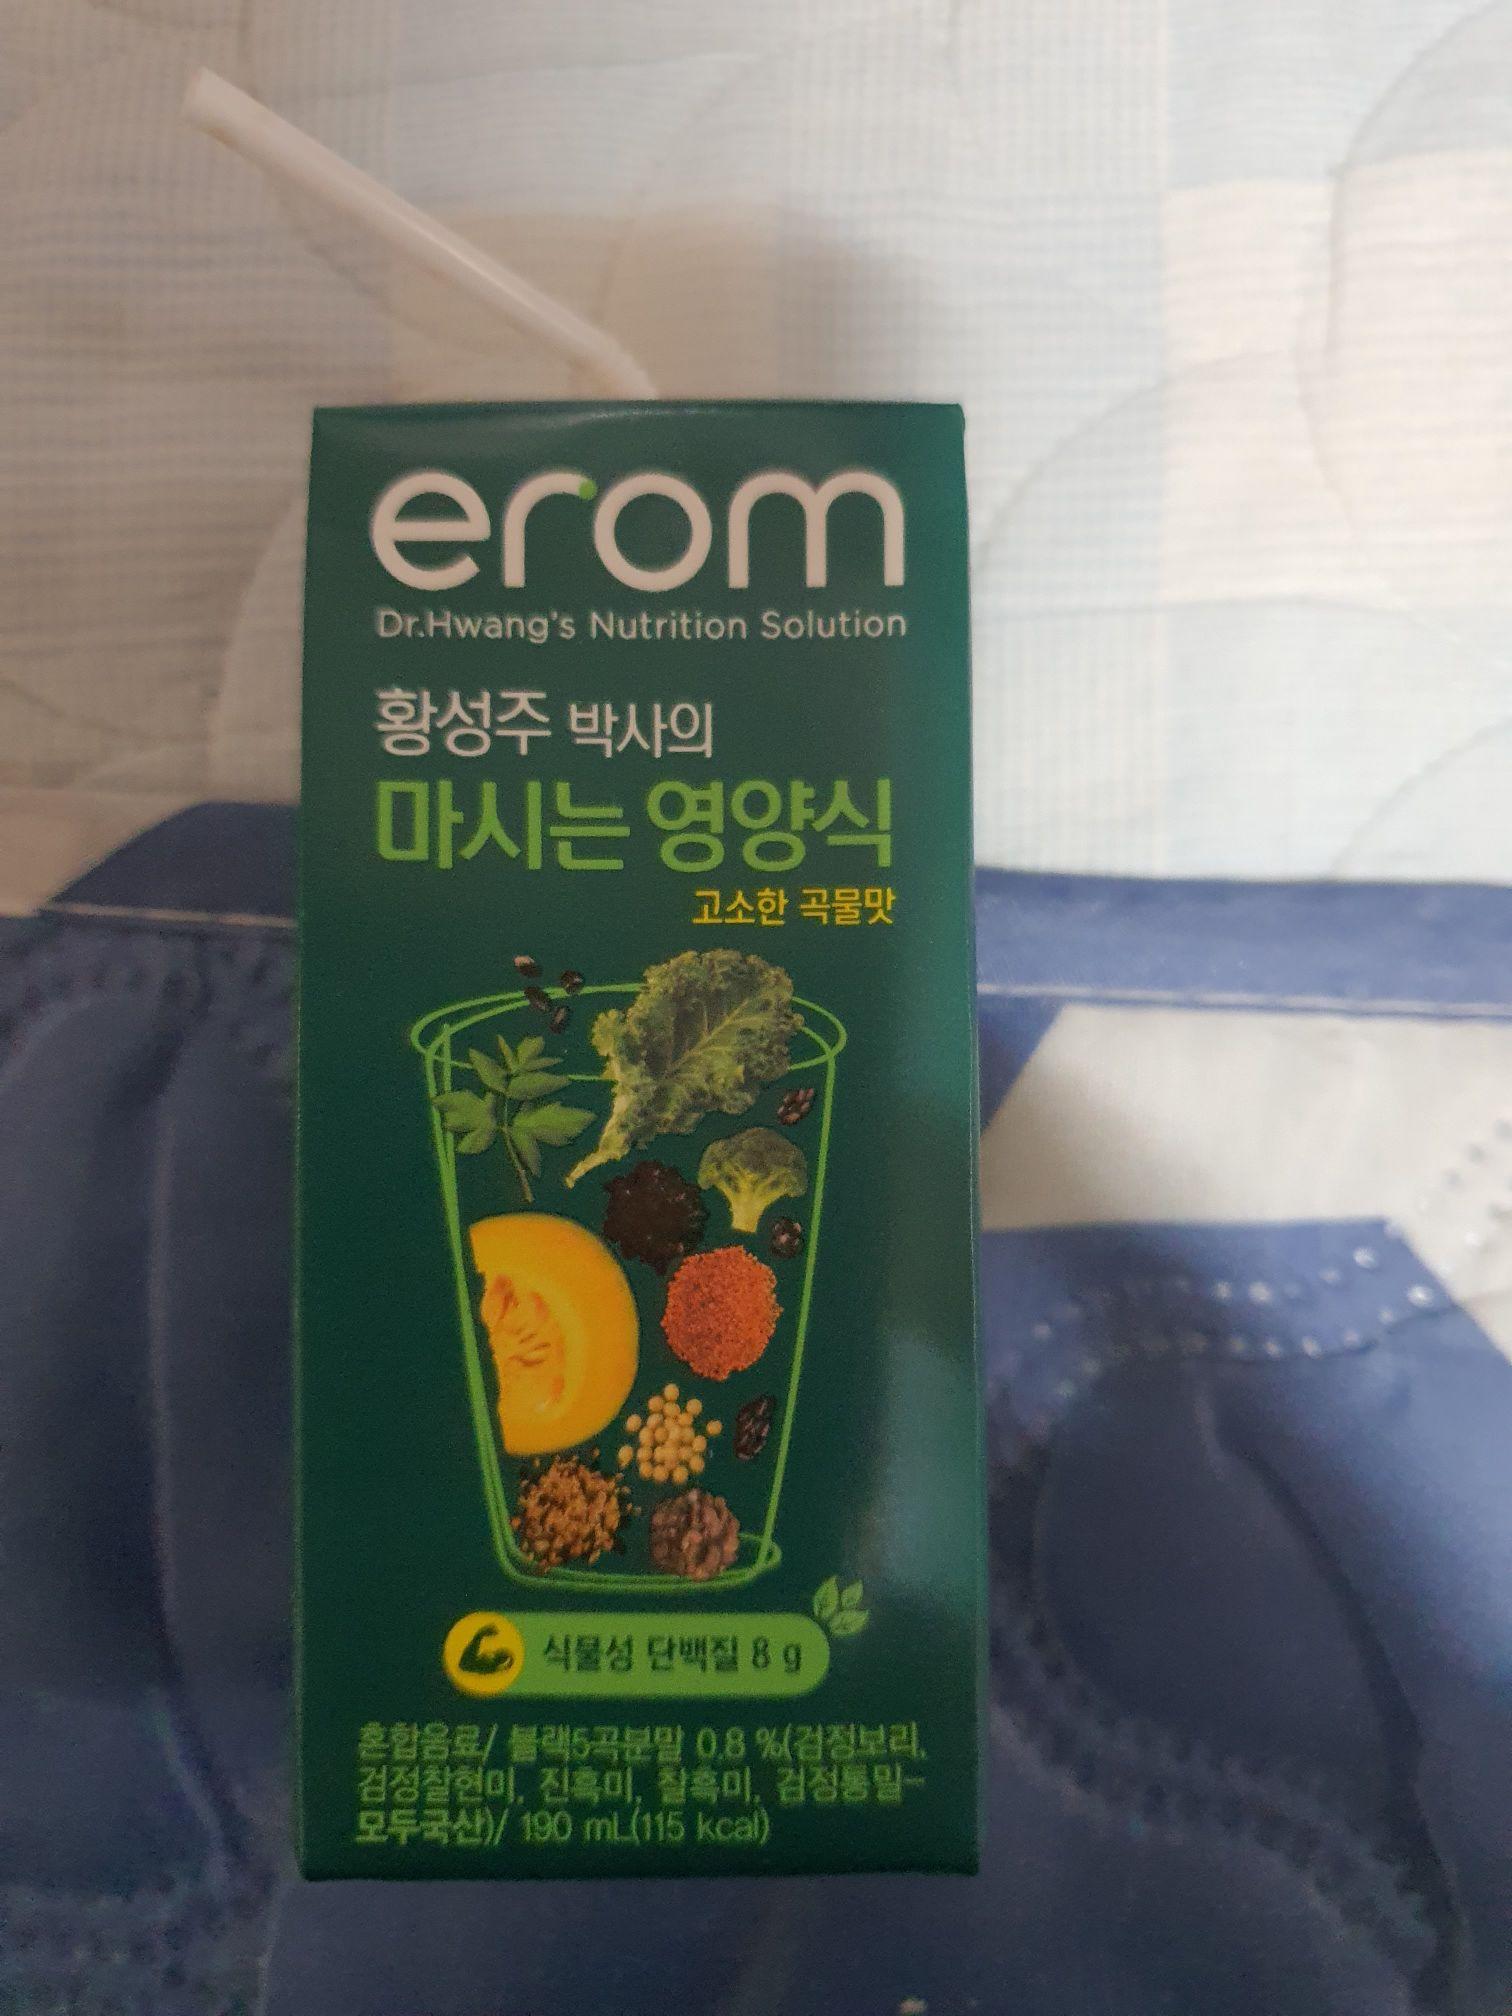 erom
Dr.Hwang's Nutrition Solution
황성주 박사의
마시는 영양식
고소한 곡물맛
식물성 단백질 8 g
혼합음료/ 블랙5곡분말 0.8 %(검정보리,
검정찰현미, 진흑미, 찰흑미, 검정통밀-
모두국산)/ 190 mL(115 kcal)